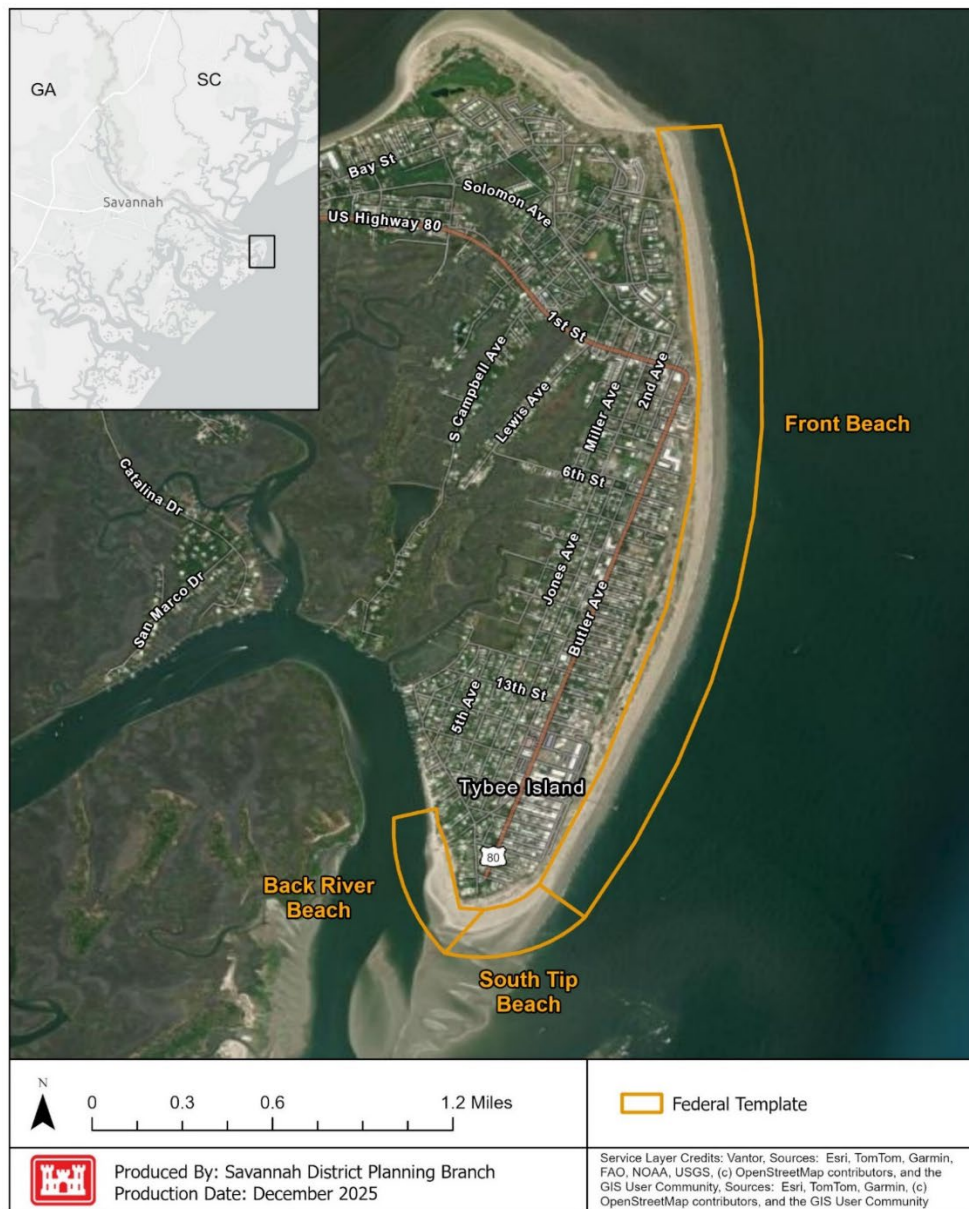 GA
SC
Savannah
Bay St
Solomon Ave
US Highway 80
1st St
S Campbell Ave
Lewis Ave
Miller Ave
2nd Ave
Front Beach
6th St
Catalina Dr
San Marco Dr
Jones Ave
Butler Ave
13th St
5th Ave
Tybee Island
80
Back River
Beach
South Tip
Beach
N
0 0.3 0.6 1.2 Miles
Federal Template
Produced By: Savannah District Planning Branch
Production Date: December 2025
Service Layer Credits: Vantor, Sources: Esri, TomTom, Garmin,
FAO, NOAA, USGS, (c) OpenStreetMap contributors, and the
GIS User Community, Sources: Esri, TomTom, Garmin, (c)
OpenStreetMap contributors, and the GIS User Community